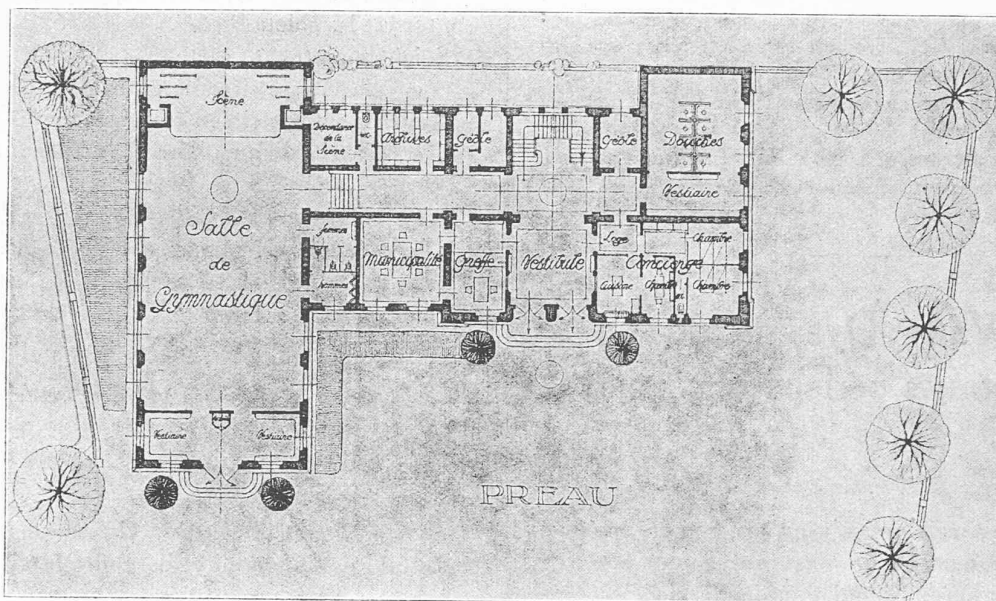 Scène
Dépendances
de la
Scène
W.C.
Archives
Geôle
Geôle
Douches
Vestiaire
Salle
de
Gymnastique
femmes
hommes
Municipalité
Greffe
Vestibule
Loge
Concierge
Cuisine
Chambre
W.C.
Chambre
Chambre
Vestiaire
Vestiaire
PREAU